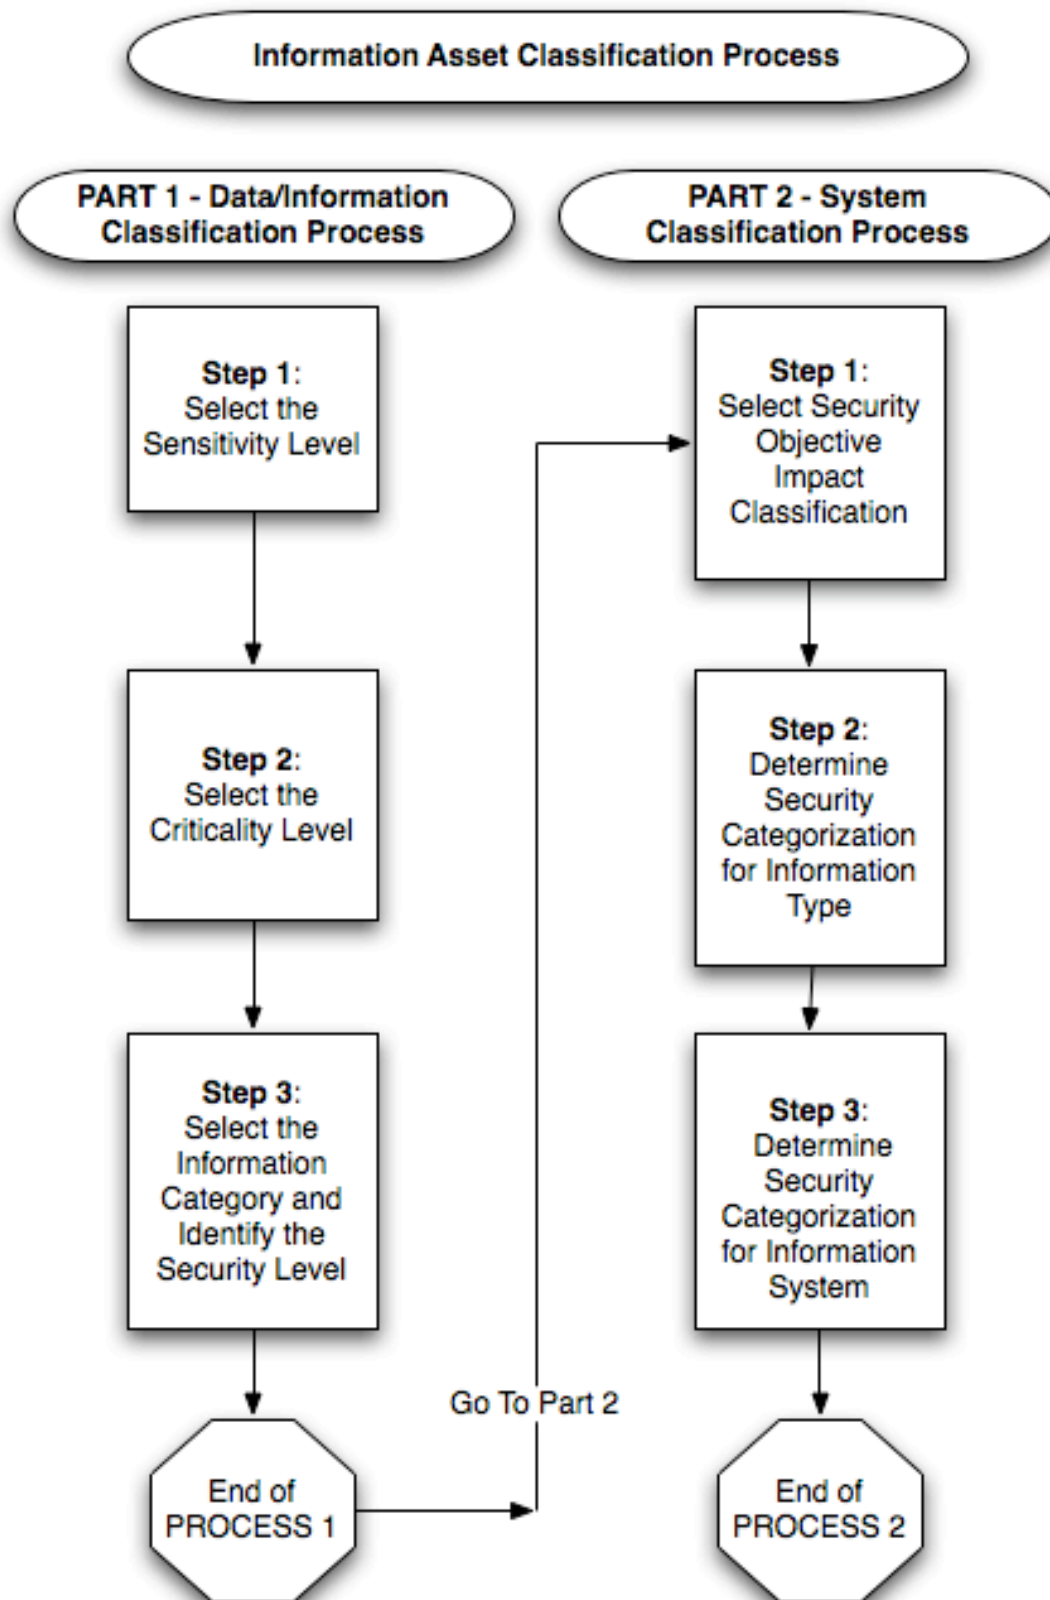 Information Asset Classification Process
PART 1 - Data/Information
Classification Process
Step 1:
Select the
Sensitivity Level
Step 2:
Select the
Criticality Level
Step 3:
Select the
Information
Category and
Identify the
Security Level
End of
PROCESS 1
Go To Part 2
PART 2 - System
Classification Process
Step 1:
Select Security
Objective
Impact
Classification
Step 2:
Determine
Security
Categorization
for Information
Type
Step 3:
Determine
Security
Categorization
for Information
System
End of
PROCESS 2